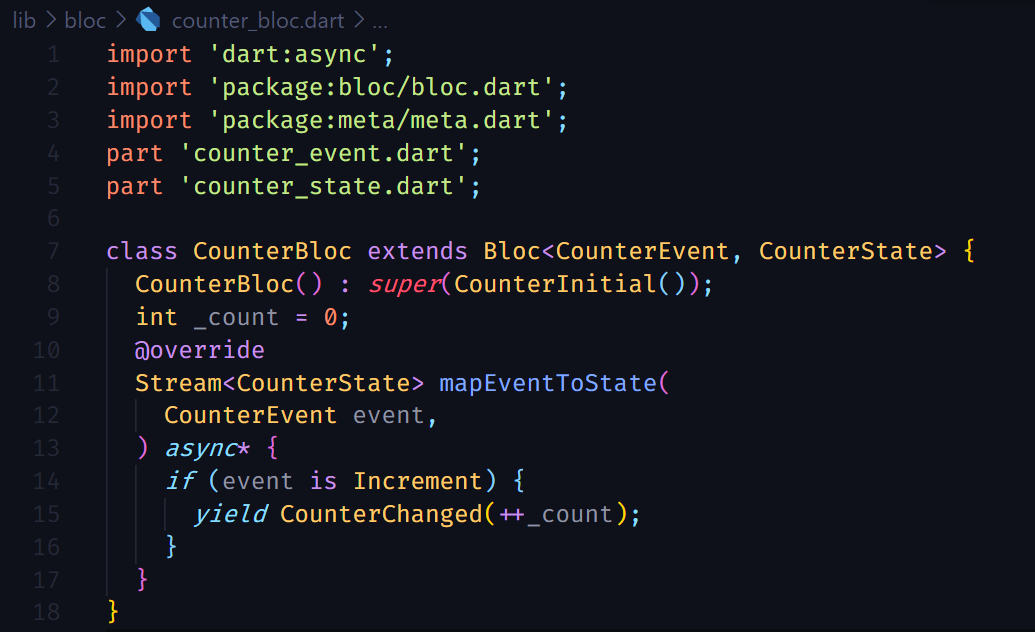 lib > bloc > counter_bloc.dart > ...
1 import 'dart:async';
2 import 'package:bloc/bloc.dart';
3 import 'package:meta/meta.dart';
4 part 'counter_event.dart';
5 part 'counter_state.dart';
6
7 class CounterBloc extends Bloc<CounterEvent, CounterState> {
8   CounterBloc() : super(CounterInitial());
9   int _count = 0;
10   @override
11   Stream<CounterState> mapEventToState(
12     CounterEvent event,
13   ) async* {
14     if (event is Increment) {
15       yield CounterChanged(++_count);
16     }
17   }
18 }